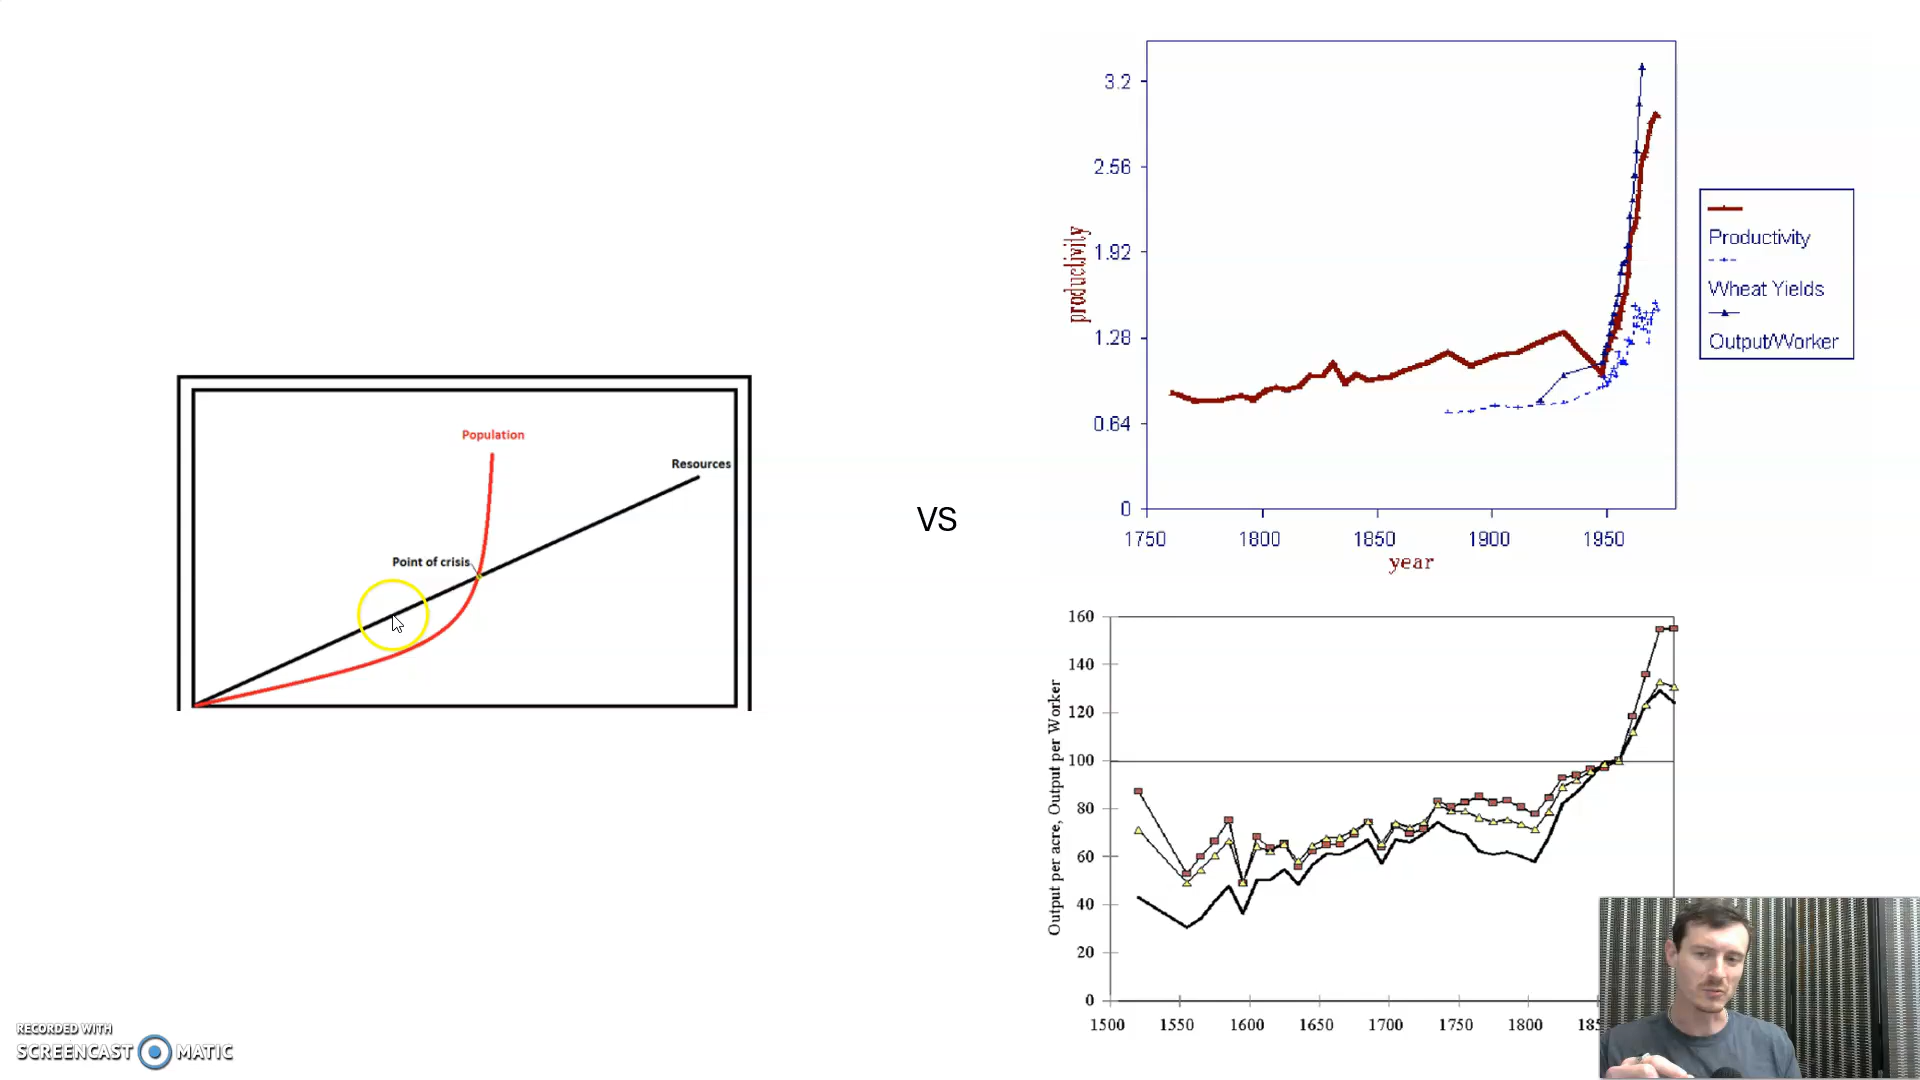 Population
Resources
Point of crisis
VS
3.2
2.56
1.92
1.28
0.64
0
productivity
1750
1800
1850
1900
1950
year
Productivity
Wheat Yields
Output/Worker
160
140
120
100
80
60
40
20
0
Output per acre, Output per Worker
1500
1550
1600
1650
1700
1750
1800
185
RECORDED WITH
SCREENCAST MATIC